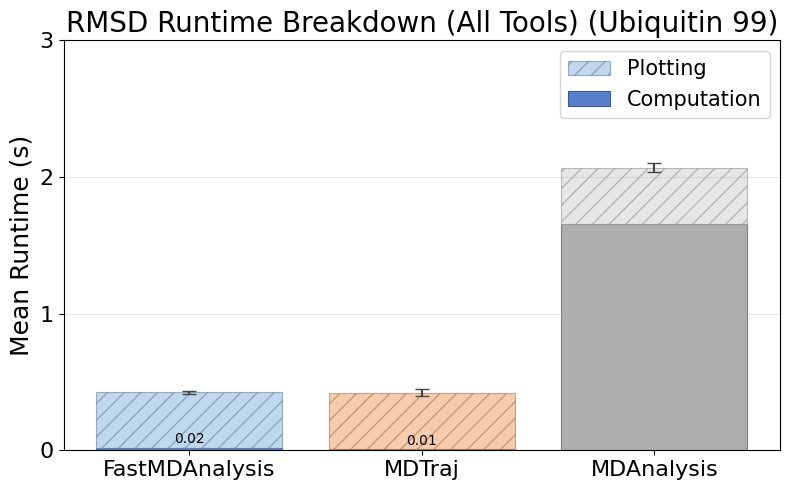 RMSD Runtime Breakdown (All Tools) (Ubiquitin 99)
Mean Runtime (s)
3
2
1
0
Plotting
Computation
0.02
0.01
FastMDAnalysis
MDTraj
MDAnalysis